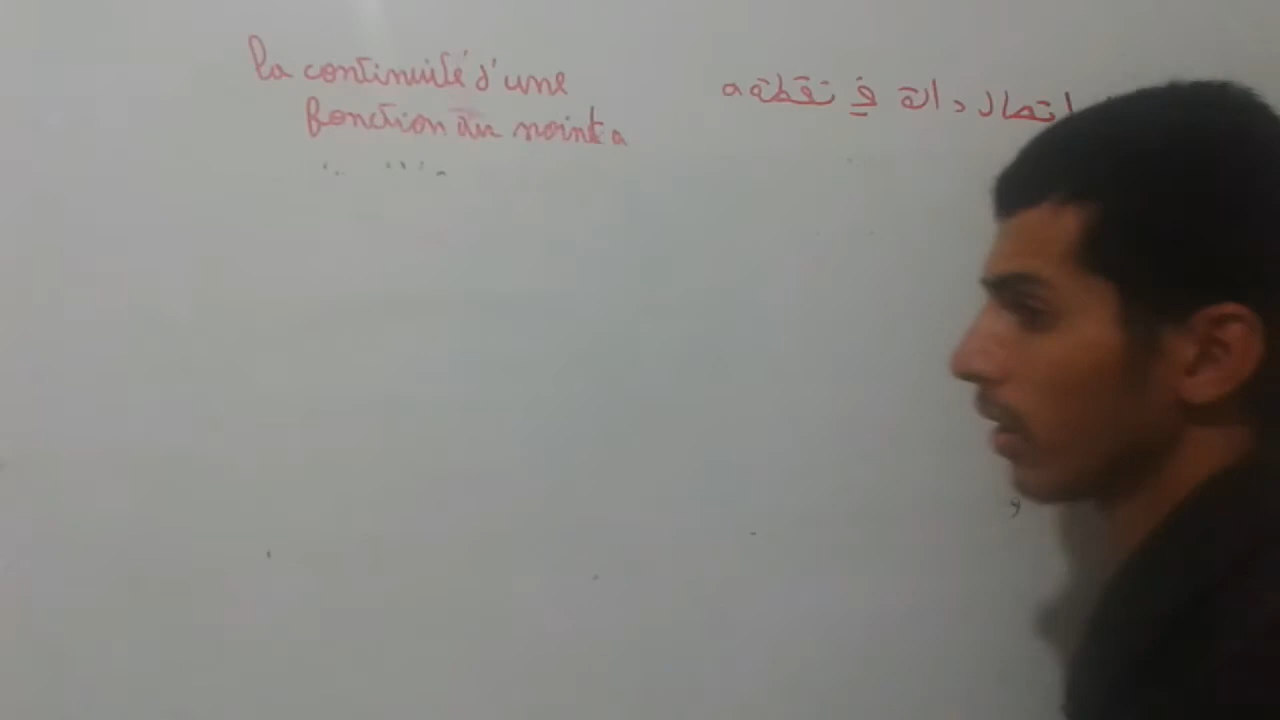 la continuité d'une
fonction au point a
اتصال دالة في نقطة a